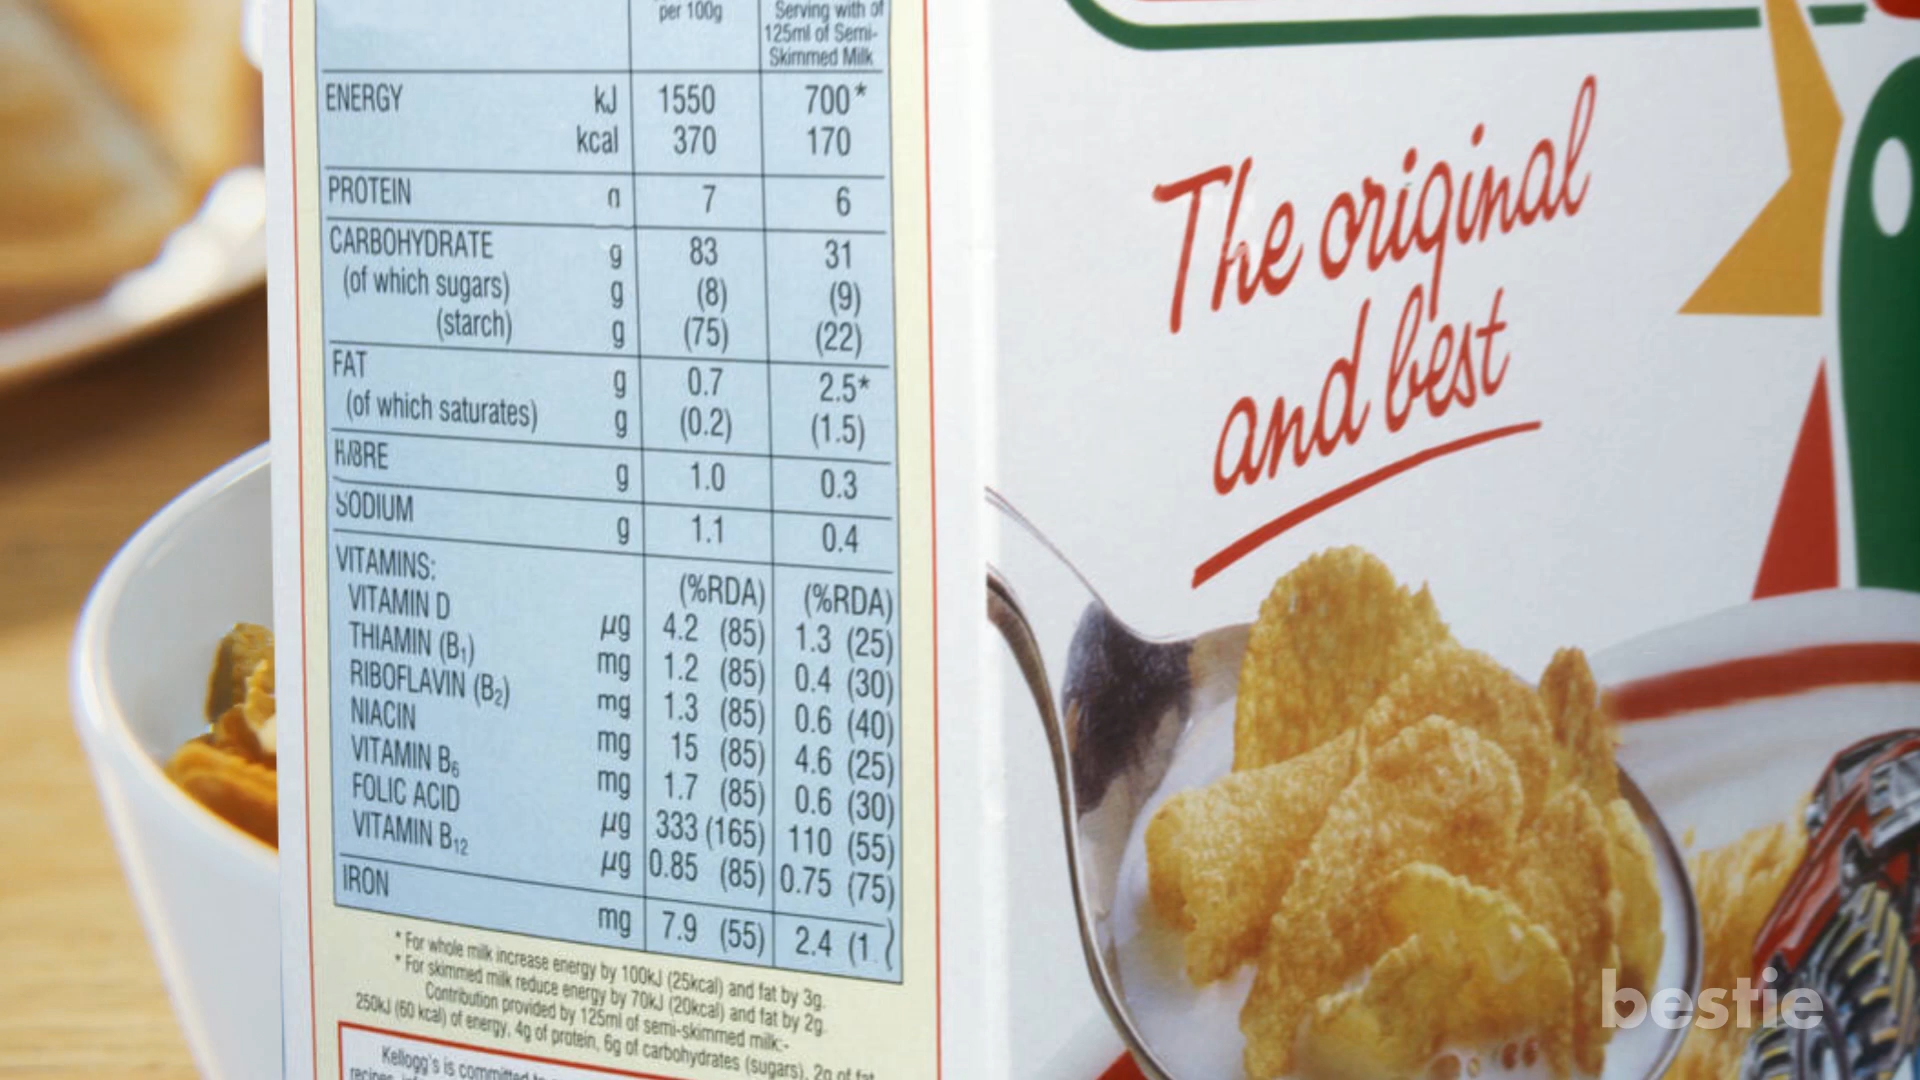 per 100g
Serving with of
125ml of Semi-
Skimmed Milk
ENERGY kJ 1550 700*
kcal 370 170
PROTEIN 7 6
CARBOHYDRATE g 83 31
(of which sugars) g (8) (9)
(starch) g (75) (22)
FAT g 0.7 2.5*
(of which saturates) g (0.2) (1.5)
g 1.0 0.3
SODIUM g 1.1 0.4
VITAMINS: (%RDA) (%RDA)
VITAMIN D µg 4.2 (85) 1.3 (25)
THIAMIN (B1) mg 1.2 (85) 0.4 (30)
RIBOFLAVIN (B2) mg 1.3 (85) 0.6 (40)
NIACIN mg 15 (85) 4.6 (25)
VITAMIN B6 mg 1.7 (85) 0.6 (30)
FOLIC ACID µg 333 (165) 110 (55)
VITAMIN B12 µg 0.85 (85) 0.75 (75)
IRON mg 7.9 (55) 2.4
* For whole milk increase energy by 100kJ (25kcal) and fat by 3g.
* For skimmed milk reduce energy by 70kJ (20kcal) and fat by 2g.
Contribution provided by 125ml of semi-skimmed milk:-
250kJ (60 kcal) of energy, 4g of protein, 6g of carbohydrates (sugars), 2g of fat
Kellogg's is committed to
The original
and best
bestie